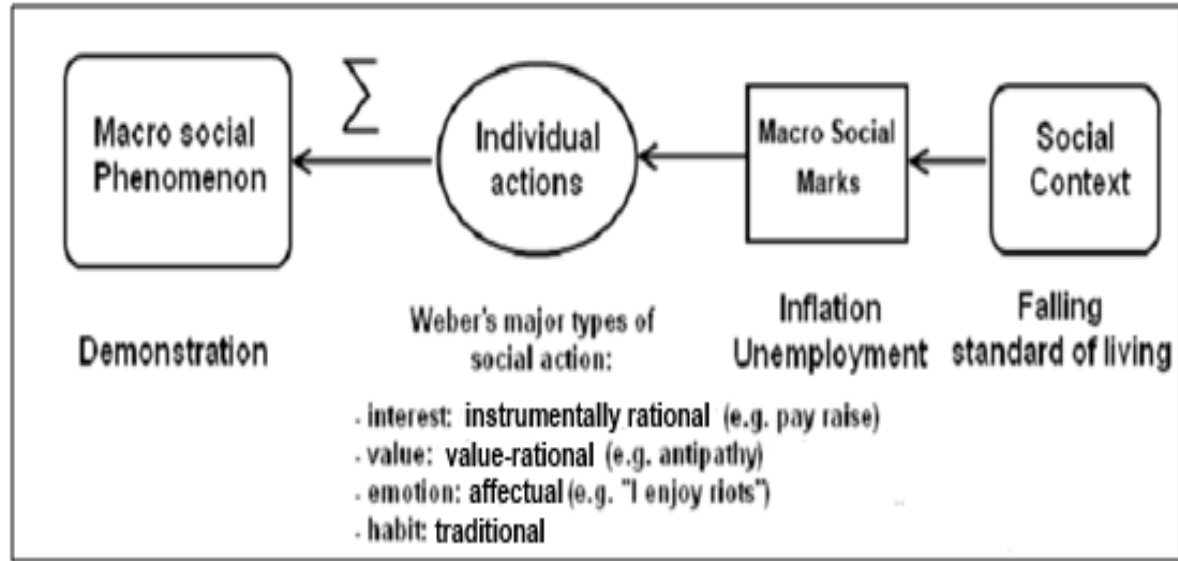 Macro social
Phenomenon
∑
Individual
actions
Macro Social
Marks
Social
Context
Demonstration
Weber's major types of
social action:
Inflation
Unemployment
Falling
standard of living
- interest: instrumentally rational (e.g. pay raise)
- value: value-rational (e.g. antipathy)
- emotion: affectual (e.g. "I enjoy riots")
- habit: traditional